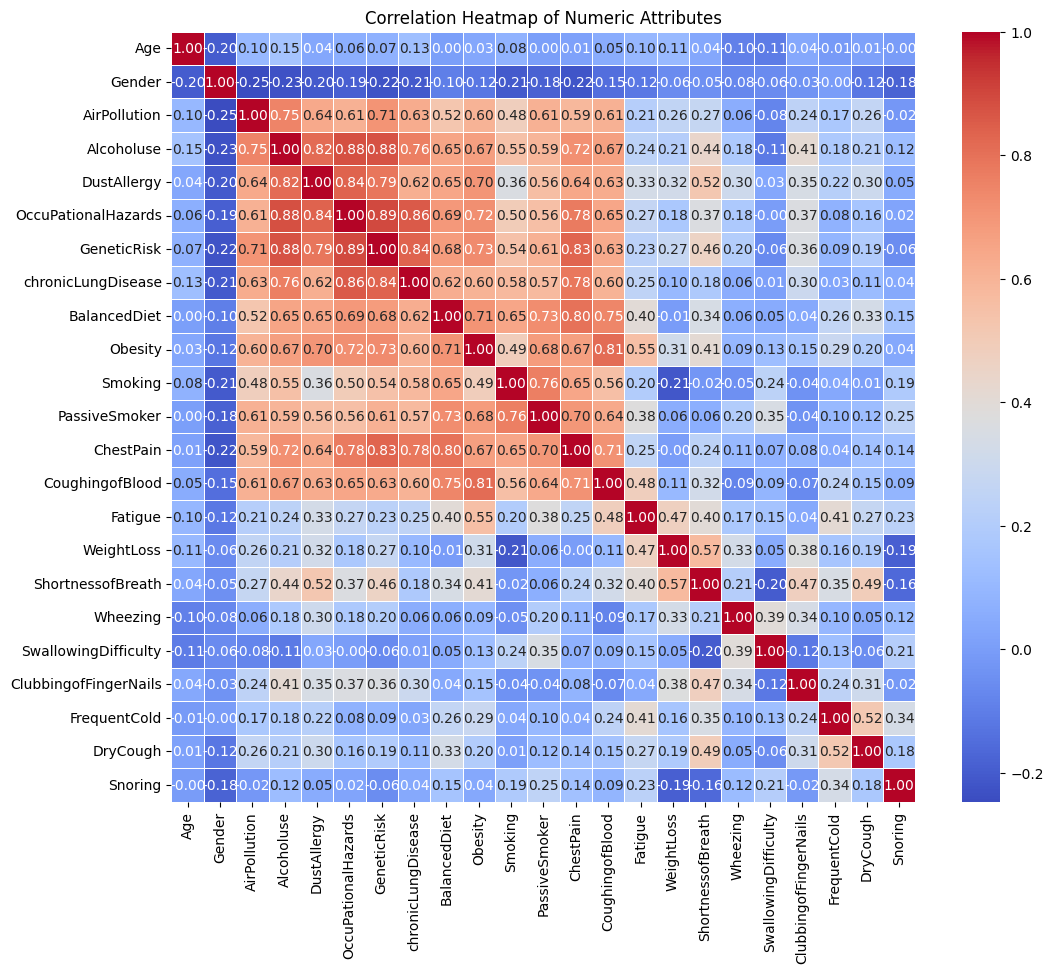 Correlation Heatmap of Numeric Attributes
Age 1.00 -0.20 0.10 0.15 0.04 0.06 0.07 0.13 0.00 0.03 0.08 0.00 0.01 0.05 0.10 0.11 0.04 -0.10 -0.11 0.04 -0.01 0.01 -0.00
Gender -0.20 1.00 -0.25 -0.23 -0.20 -0.19 -0.22 -0.21 -0.10 -0.12 -0.21 -0.18 -0.22 -0.15 -0.12 -0.06 -0.05 -0.08 -0.06 -0.03 -0.00 -0.12 -0.18
AirPollution 0.10 -0.25 1.00 0.75 0.64 0.61 0.71 0.63 0.52 0.60 0.48 0.61 0.59 0.61 0.21 0.26 0.27 0.06 -0.08 0.24 0.17 0.26 -0.02
Alcoholuse 0.15 -0.23 0.75 1.00 0.82 0.88 0.88 0.76 0.65 0.67 0.55 0.59 0.72 0.67 0.24 0.21 0.44 0.18 -0.11 0.41 0.18 0.21 0.12
DustAllergy 0.04 -0.20 0.64 0.82 1.00 0.84 0.79 0.62 0.65 0.70 0.36 0.56 0.64 0.63 0.33 0.32 0.52 0.30 0.03 0.35 0.22 0.30 0.05
OccuPationalHazards 0.06 -0.19 0.61 0.88 0.84 1.00 0.89 0.86 0.69 0.72 0.50 0.56 0.78 0.65 0.27 0.18 0.37 0.18 -0.00 0.37 0.08 0.16 0.02
GeneticRisk 0.07 -0.22 0.71 0.88 0.79 0.89 1.00 0.84 0.68 0.73 0.54 0.61 0.83 0.63 0.23 0.27 0.46 0.20 -0.06 0.36 0.09 0.19 -0.06
chronicLungDisease 0.13 -0.21 0.63 0.76 0.62 0.86 0.84 1.00 0.62 0.60 0.58 0.57 0.78 0.60 0.25 0.10 0.18 0.06 0.01 0.30 0.03 0.11 0.04
BalancedDiet 0.00 -0.10 0.52 0.65 0.65 0.69 0.68 0.62 1.00 0.71 0.65 0.73 0.80 0.75 0.40 -0.01 0.34 0.06 0.05 0.04 0.26 0.33 0.15
Obesity 0.03 -0.12 0.60 0.67 0.70 0.72 0.73 0.60 0.71 1.00 0.49 0.68 0.67 0.81 0.55 0.31 0.41 0.09 0.13 0.15 0.29 0.20 0.04
Smoking 0.08 -0.21 0.48 0.55 0.36 0.50 0.54 0.58 0.65 0.49 1.00 0.76 0.65 0.56 0.20 -0.21 -0.02 -0.05 0.24 -0.04 0.04 0.01 0.19
PassiveSmoker 0.00 -0.18 0.61 0.59 0.56 0.56 0.61 0.57 0.73 0.68 0.76 1.00 0.70 0.64 0.38 0.06 0.06 0.20 0.35 -0.04 0.10 0.12 0.25
ChestPain 0.01 -0.22 0.59 0.72 0.64 0.78 0.83 0.78 0.80 0.67 0.65 0.70 1.00 0.71 0.25 -0.00 0.24 0.11 0.07 0.08 0.04 0.14 0.14
CoughingofBlood 0.05 -0.15 0.61 0.67 0.63 0.65 0.63 0.60 0.75 0.81 0.56 0.64 0.71 1.00 0.48 0.11 0.32 -0.09 0.09 -0.07 0.24 0.15 0.09
Fatigue 0.10 -0.12 0.21 0.24 0.33 0.27 0.23 0.25 0.40 0.55 0.20 0.38 0.25 0.48 1.00 0.47 0.40 0.17 0.15 0.04 0.41 0.27 0.23
WeightLoss 0.11 -0.06 0.26 0.21 0.32 0.18 0.27 0.10 -0.01 0.31 -0.21 0.06 -0.00 0.11 0.47 1.00 0.57 0.33 0.05 0.38 0.16 0.19 -0.19
ShortnessofBreath 0.04 -0.05 0.27 0.44 0.52 0.37 0.46 0.18 0.34 0.41 -0.02 0.06 0.24 0.32 0.40 0.57 1.00 0.21 -0.20 0.47 0.35 0.49 -0.16
Wheezing -0.10 -0.08 0.06 0.18 0.30 0.18 0.20 0.06 0.06 0.09 -0.05 0.20 0.11 -0.09 0.17 0.33 0.21 1.00 0.39 0.34 0.10 0.05 0.12
SwallowingDifficulty -0.11 -0.06 -0.08 -0.11 0.03 -0.00 -0.06 0.01 0.05 0.13 0.24 0.35 0.07 0.09 0.15 0.05 -0.20 0.39 1.00 -0.12 0.13 -0.06 0.21
ClubbingofFingerNails 0.04 -0.03 0.24 0.41 0.35 0.37 0.36 0.30 0.04 0.15 -0.04 -0.04 0.08 -0.07 0.04 0.38 0.47 0.34 -0.12 1.00 0.24 0.31 -0.02
FrequentCold -0.01 -0.00 0.17 0.18 0.22 0.08 0.09 0.03 0.26 0.29 0.04 0.10 0.04 0.24 0.41 0.16 0.35 0.10 0.13 0.24 1.00 0.52 0.34
DryCough 0.01 -0.12 0.26 0.21 0.30 0.16 0.19 0.11 0.33 0.20 0.01 0.12 0.14 0.15 0.27 0.19 0.49 0.05 -0.06 0.31 0.52 1.00 0.18
Snoring -0.00 -0.18 -0.02 0.12 0.05 0.02 -0.06 0.04 0.15 0.04 0.19 0.25 0.14 0.09 0.23 -0.19 -0.16 0.12 0.21 -0.02 0.34 0.18 1.00
Age
Gender
AirPollution
Alcoholuse
DustAllergy
OccuPationalHazards
GeneticRisk
chronicLungDisease
BalancedDiet
Obesity
Smoking
PassiveSmoker
ChestPain
CoughingofBlood
Fatigue
WeightLoss
ShortnessofBreath
Wheezing
SwallowingDifficulty
ClubbingofFingerNails
FrequentCold
DryCough
Snoring
1.0
0.8
0.6
0.4
0.2
0.0
−0.2